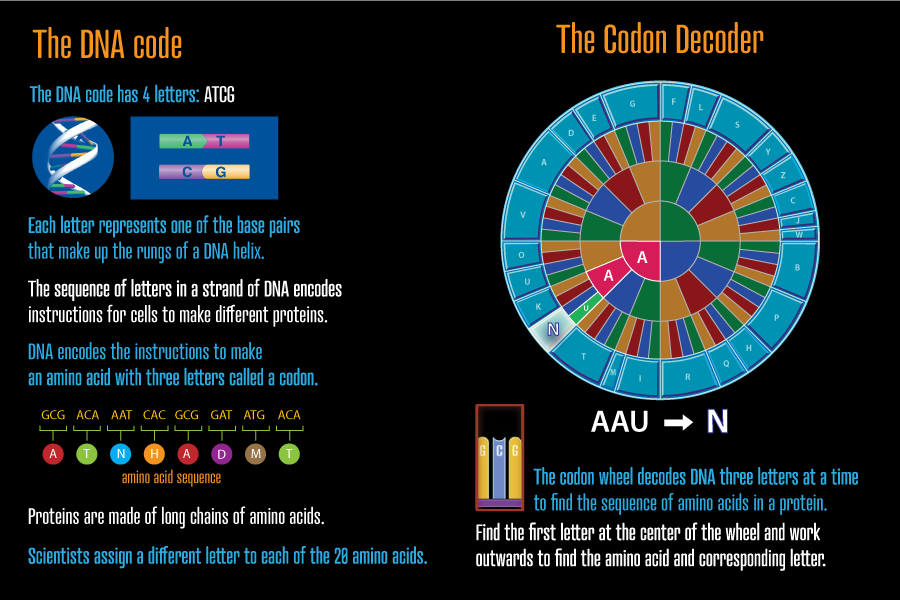 The DNA code
The DNA code has 4 letters: ATCG
A T
C G
Each letter represents one of the base pairs
that make up the rungs of a DNA helix.
The sequence of letters in a strand of DNA encodes
instructions for cells to make different proteins.
DNA encodes the instructions to make
an amino acid with three letters called a codon.
GCG ACA AAT CAC GCG GAT ATG ACA
A T N H A D M T
amino acid sequence
Proteins are made of long chains of amino acids.
Scientists assign a different letter to each of the 20 amino acids.
The Codon Decoder
G
F
L
S
Y
Z
C
J
W
B
P
H
Q
R
I
M
T
N
K
U
O
V
A
D
E
A
A
U
AAU N
G C G
The codon wheel decodes DNA three letters at a time
to find the sequence of amino acids in a protein.
Find the first letter at the center of the wheel and work
outwards to find the amino acid and corresponding letter.